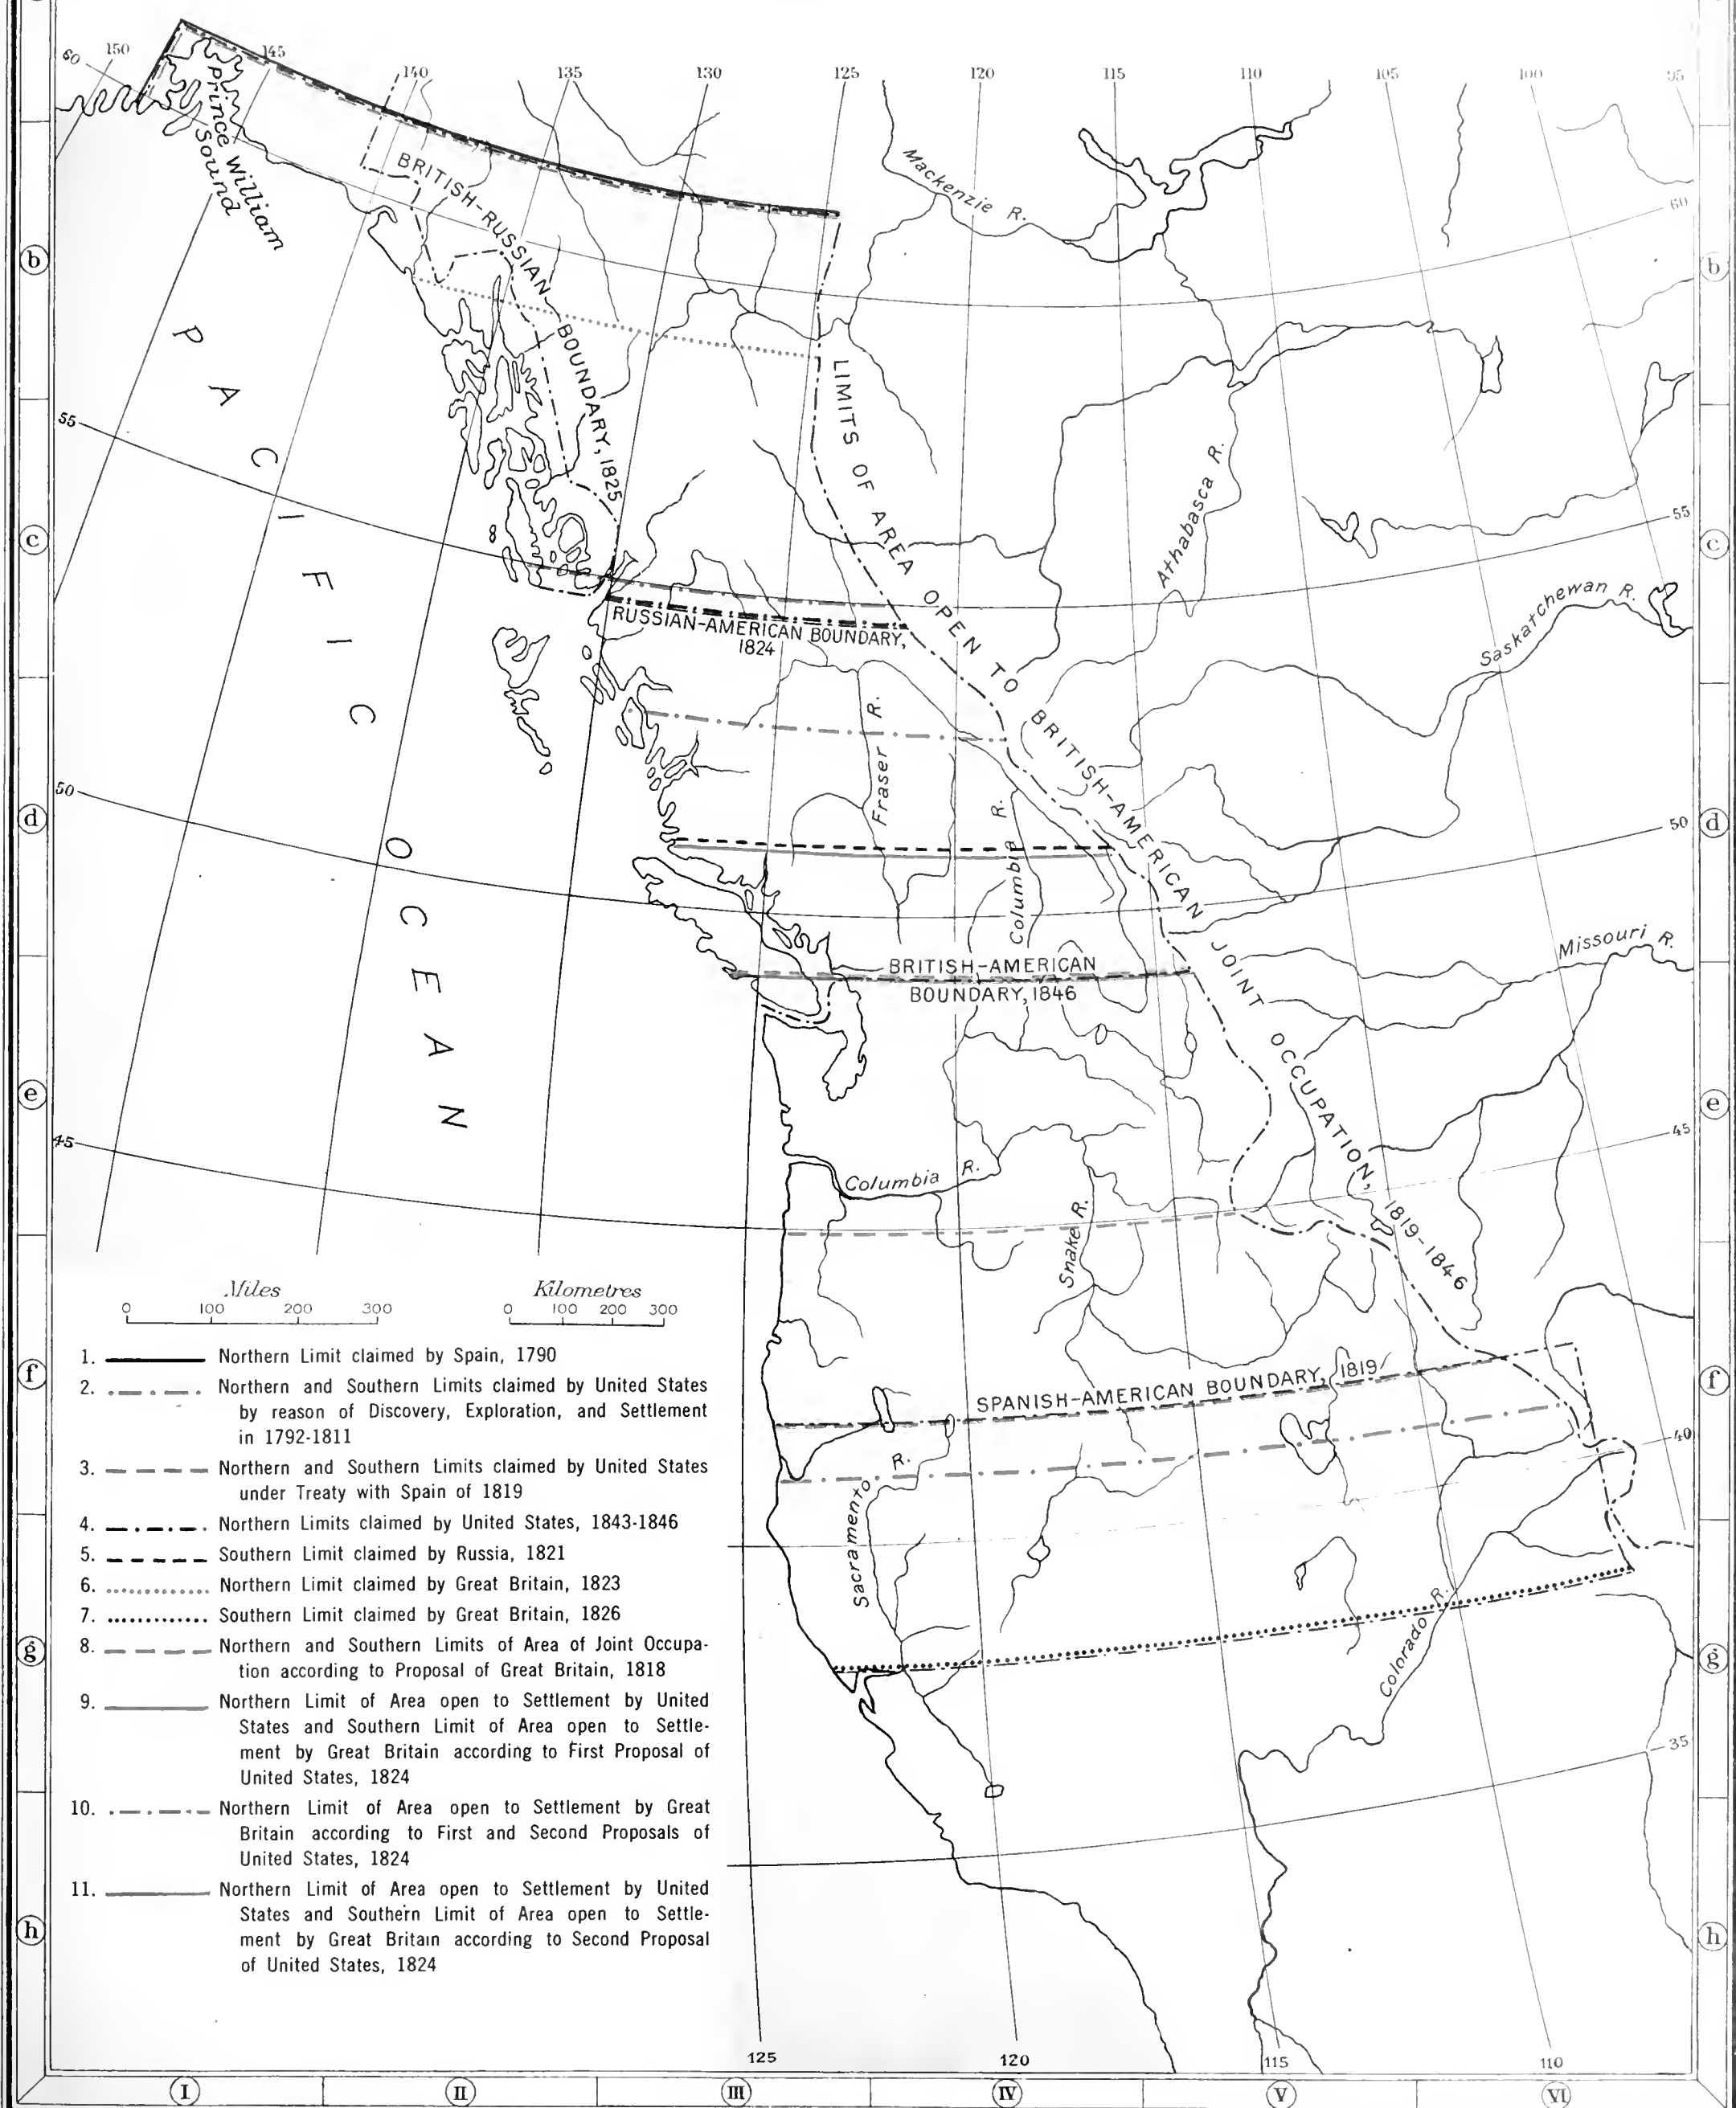 150
145
140
135
130
125
120
115
110
105
100
95
60
Prince William
Sound
BRITISH-RUSSIAN BOUNDARY, 1825
Mackenzie R.
60
b
b
PACIFIC OCEAN
LIMITS OF AREA OPEN TO BRITISH-AMERICAN JOINT OCCUPATION, 1819-1846
55
55
Athabasca R.
c
c
Saskatchewan R.
RUSSIAN-AMERICAN BOUNDARY,
1824
Fraser R.
Columbia R.
50
50
d
d
Missouri R.
BRITISH-AMERICAN
BOUNDARY, 1846
e
e
45
45
Columbia R.
Snake R.
Miles
0 100 200 300
Kilometres
0 100 200 300
f
f
SPANISH-AMERICAN BOUNDARY, 1819
40
Sacramento R.
Colorado R.
g
g
35
1. Northern Limit claimed by Spain, 1790
2. Northern and Southern Limits claimed by United States
by reason of Discovery, Exploration, and Settlement
in 1792-1811
3. Northern and Southern Limits claimed by United States
under Treaty with Spain of 1819
4. Northern Limits claimed by United States, 1843-1846
5. Southern Limit claimed by Russia, 1821
6. Northern Limit claimed by Great Britain, 1823
7. Southern Limit claimed by Great Britain, 1826
8. Northern and Southern Limits of Area of Joint Occupa-
tion according to Proposal of Great Britain, 1818
9. Northern Limit of Area open to Settlement by United
States and Southern Limit of Area open to Settle-
ment by Great Britain according to First Proposal of
United States, 1824
10. Northern Limit of Area open to Settlement by Great
Britain according to First and Second Proposals of
United States, 1824
11. Northern Limit of Area open to Settlement by United
States and Southern Limit of Area open to Settle-
ment by Great Britain according to Second Proposal
of United States, 1824
h
h
125
120
115
110
I
II
III
IV
V
VI